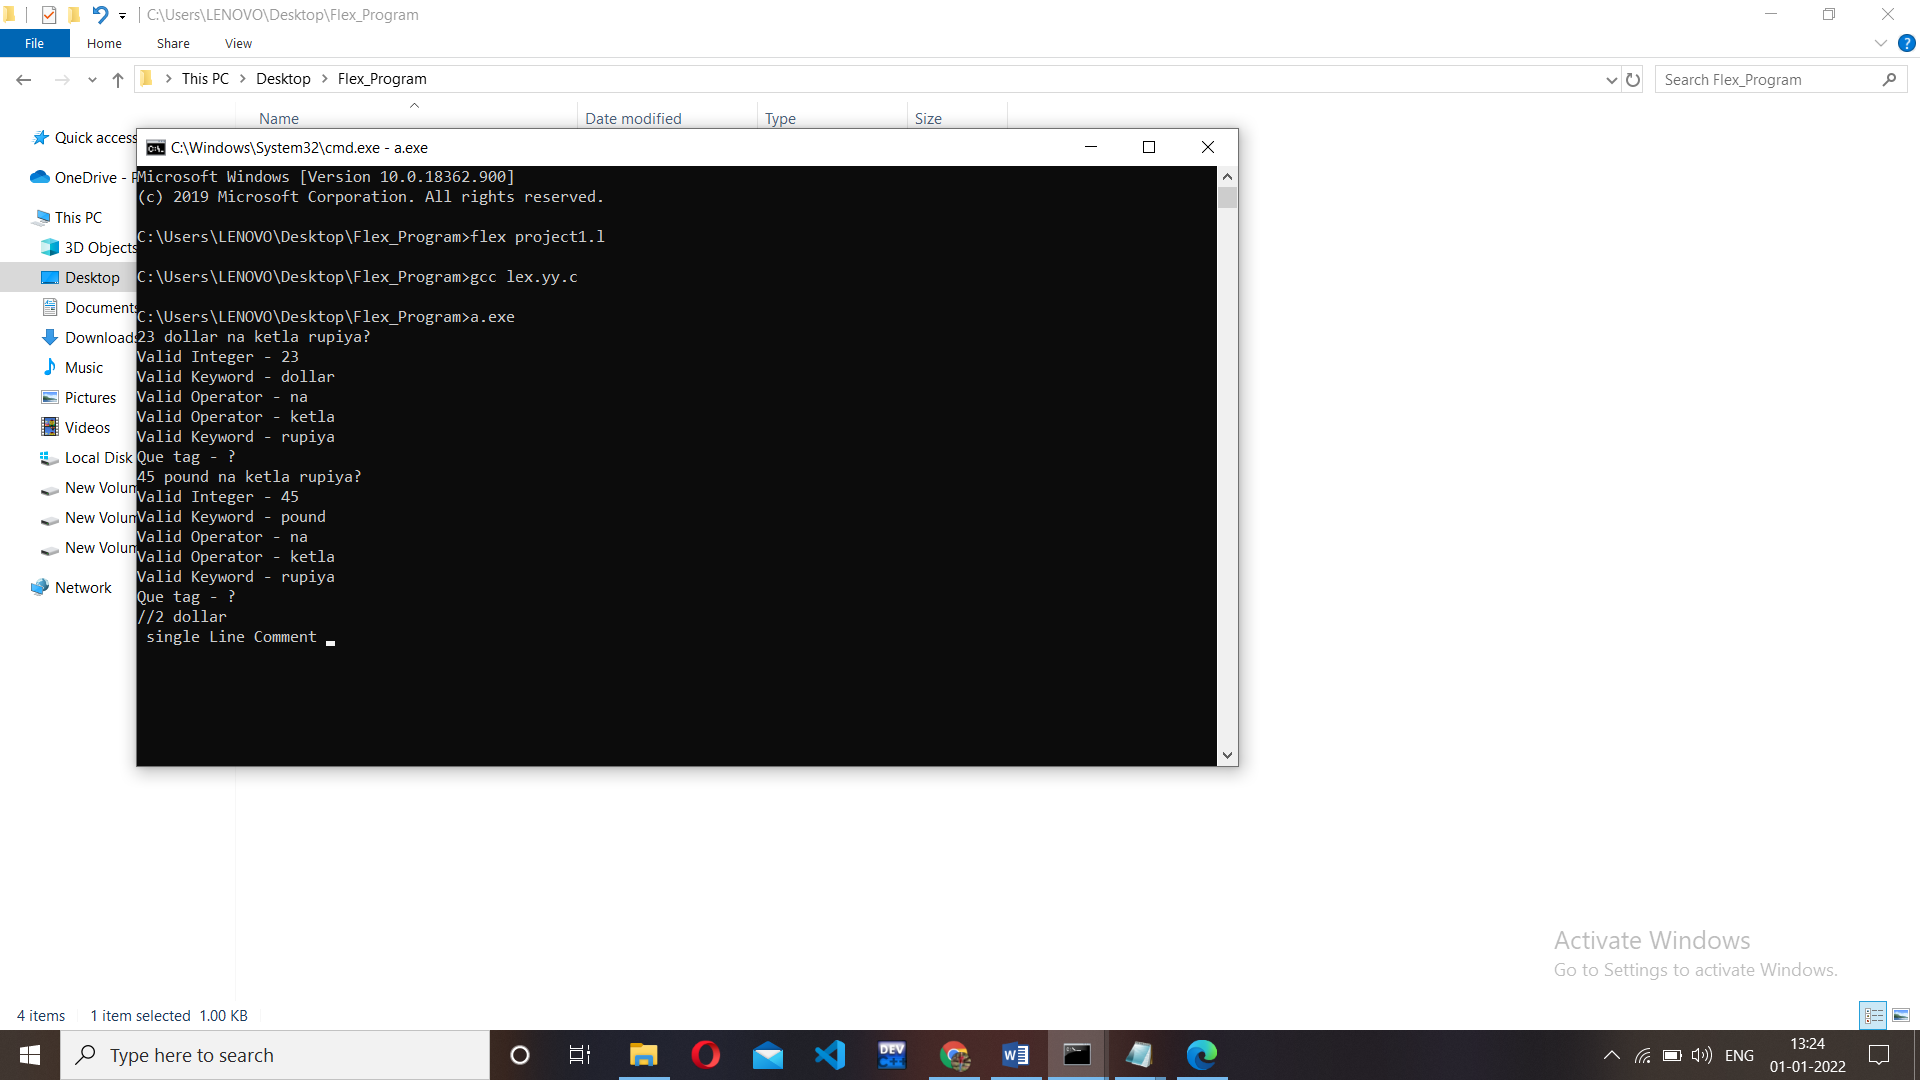 C:\Users\LENOVO\Desktop\Flex_Program
File Home Share View
This PC Desktop Flex_Program
Search Flex_Program
Name Date modified Type Size
Quick access
OneDrive -
This PC
3D Objects
Desktop
Documents
Downloads
Music
Pictures
Videos
Local Disk
New Volum
New Volum
New Volum
Network
C:\Windows\System32\cmd.exe - a.exe
Microsoft Windows [Version 10.0.18362.900]
(c) 2019 Microsoft Corporation. All rights reserved.
C:\Users\LENOVO\Desktop\Flex_Program>flex project1.l
C:\Users\LENOVO\Desktop\Flex_Program>gcc lex.yy.c
C:\Users\LENOVO\Desktop\Flex_Program>a.exe
23 dollar na ketla rupiya?
Valid Integer - 23
Valid Keyword - dollar
Valid Operator - na
Valid Operator - ketla
Valid Keyword - rupiya
Que tag - ?
45 pound na ketla rupiya?
Valid Integer - 45
Valid Keyword - pound
Valid Operator - na
Valid Operator - ketla
Valid Keyword - rupiya
Que tag - ?
//2 dollar
single Line Comment
Activate Windows
Go to Settings to activate Windows.
4 items 1 item selected 1.00 KB
Type here to search
DEV C++
ENG
13:24
01-01-2022